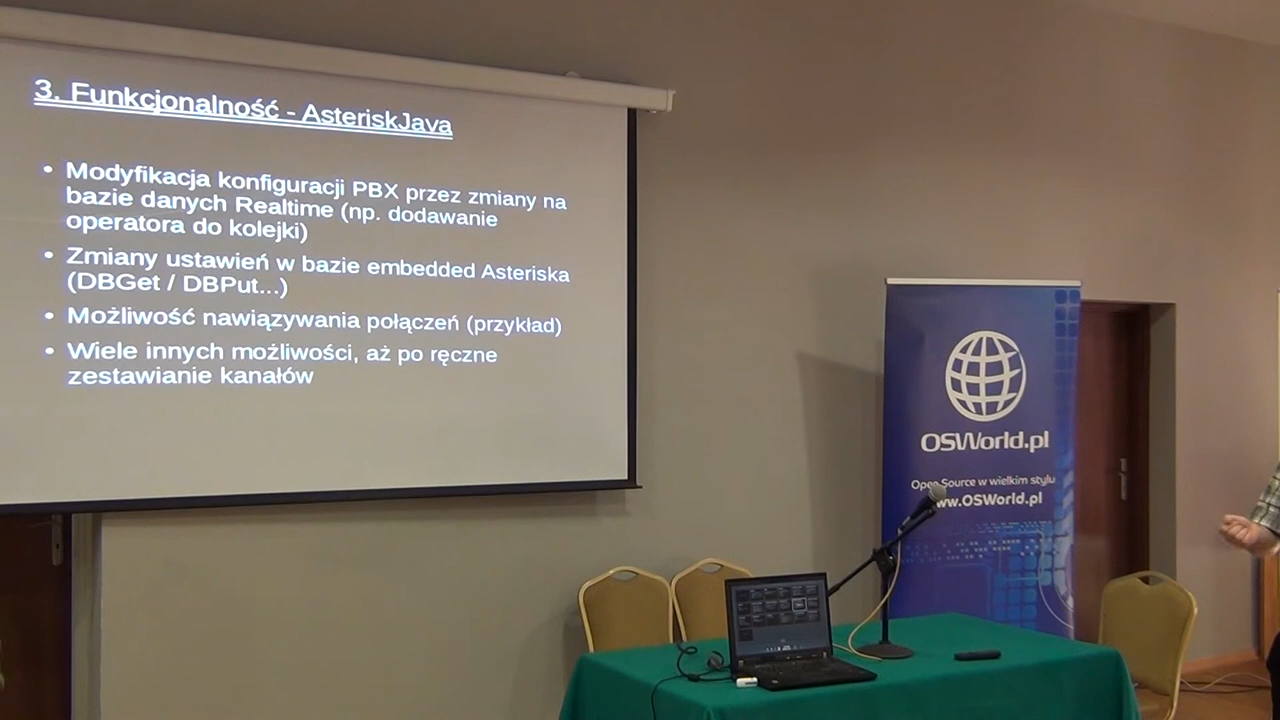 3. Funkcjonalność - AsteriskJava
• Modyfikacja konfiguracji PBX przez zmiany na
bazie danych Realtime (np. dodawanie
operatora do kolejki)
• Zmiany ustawień w bazie embedded Asteriska
(DBGet / DBPut...)
• Możliwość nawiązywania połączeń (przykład)
• Wiele innych możliwości, aż po ręczne
zestawianie kanałów
OSWorld.pl
Open Source w wielkim stylu
www.OSWorld.pl